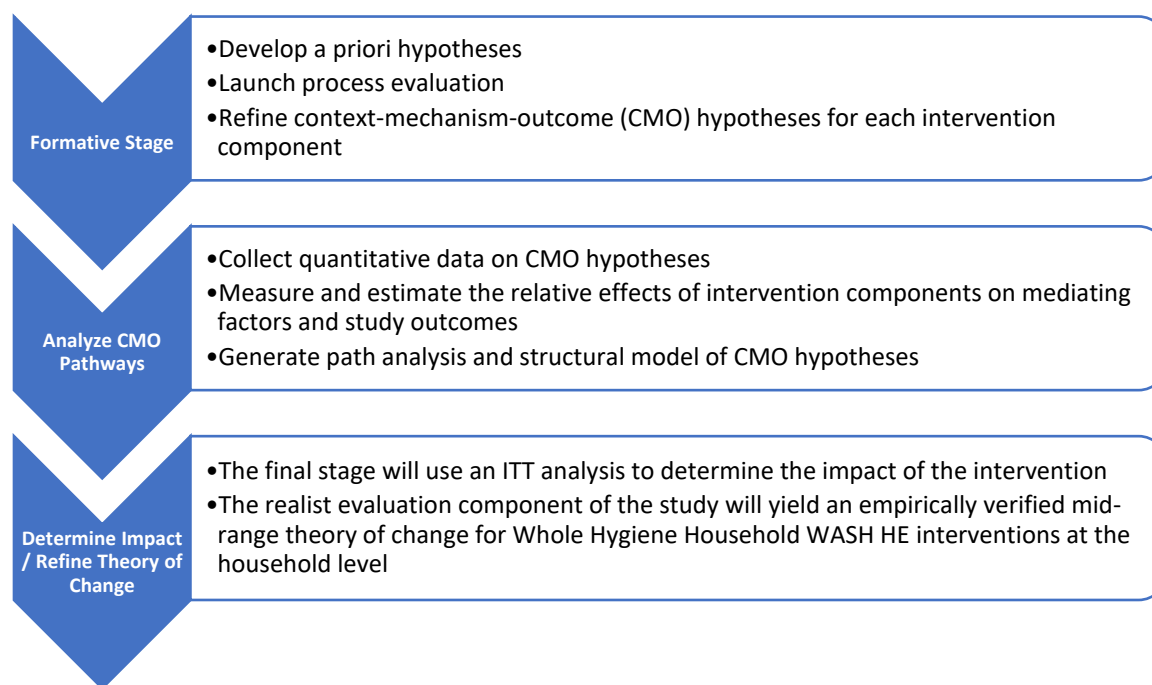 Formative Stage
•Develop a priori hypotheses
•Launch process evaluation
•Refine context-mechanism-outcome (CMO) hypotheses for each intervention
component
Analyze CMO
Pathways
•Collect quantitative data on CMO hypotheses
•Measure and estimate the relative effects of intervention components on mediating
factors and study outcomes
•Generate path analysis and structural model of CMO hypotheses
Determine Impact
/ Refine Theory of
Change
•The final stage will use an ITT analysis to determine the impact of the intervention
•The realist evaluation component of the study will yield an empirically verified mid-
range theory of change for Whole Hygiene Household WASH HE interventions at the
household level